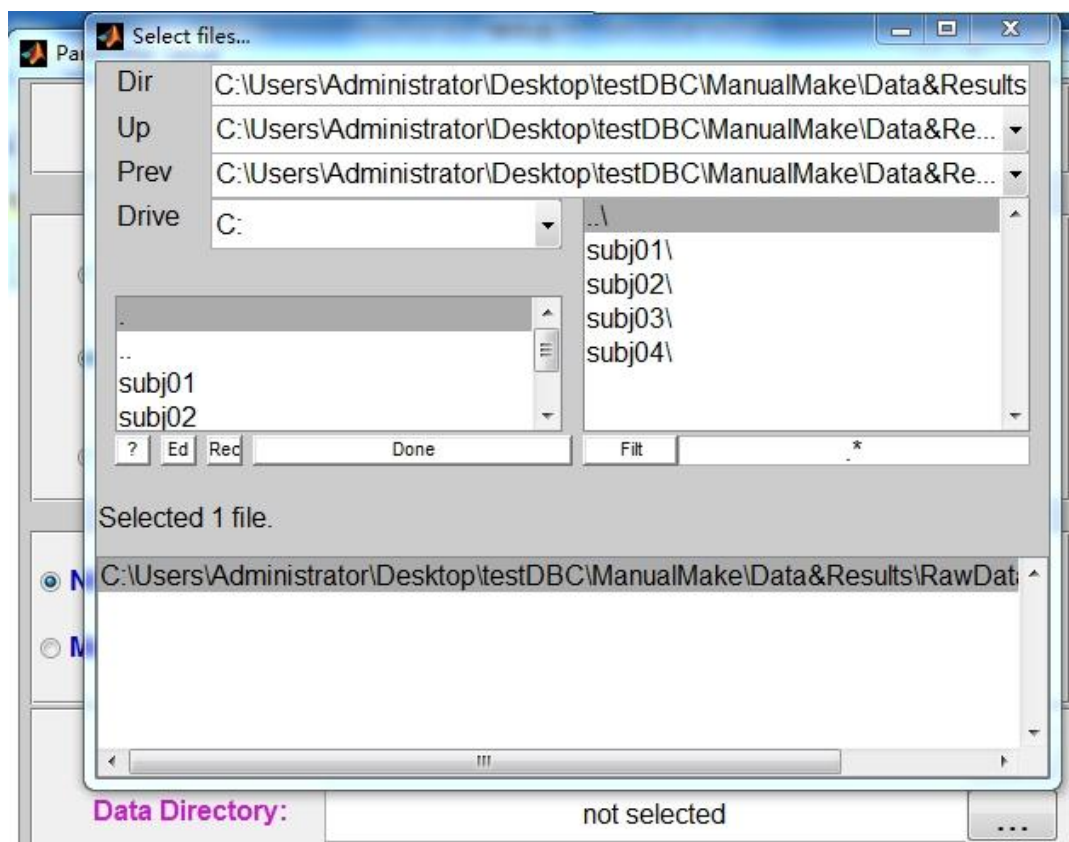 Select files...
Par
Dir C:\Users\Administrator\Desktop\testDBC\ManualMake\Data&Results
Up C:\Users\Administrator\Desktop\testDBC\ManualMake\Data&Re...
Prev C:\Users\Administrator\Desktop\testDBC\ManualMake\Data&Re...
Drive C:
..\
subj01\
subj02\
subj03\
subj04\
.
..
subj01
subj02
? Ed Rec Done Filt .*
Selected 1 file.
C:\Users\Administrator\Desktop\testDBC\ManualMake\Data&Results\RawData
N
M
Data Directory: not selected ...